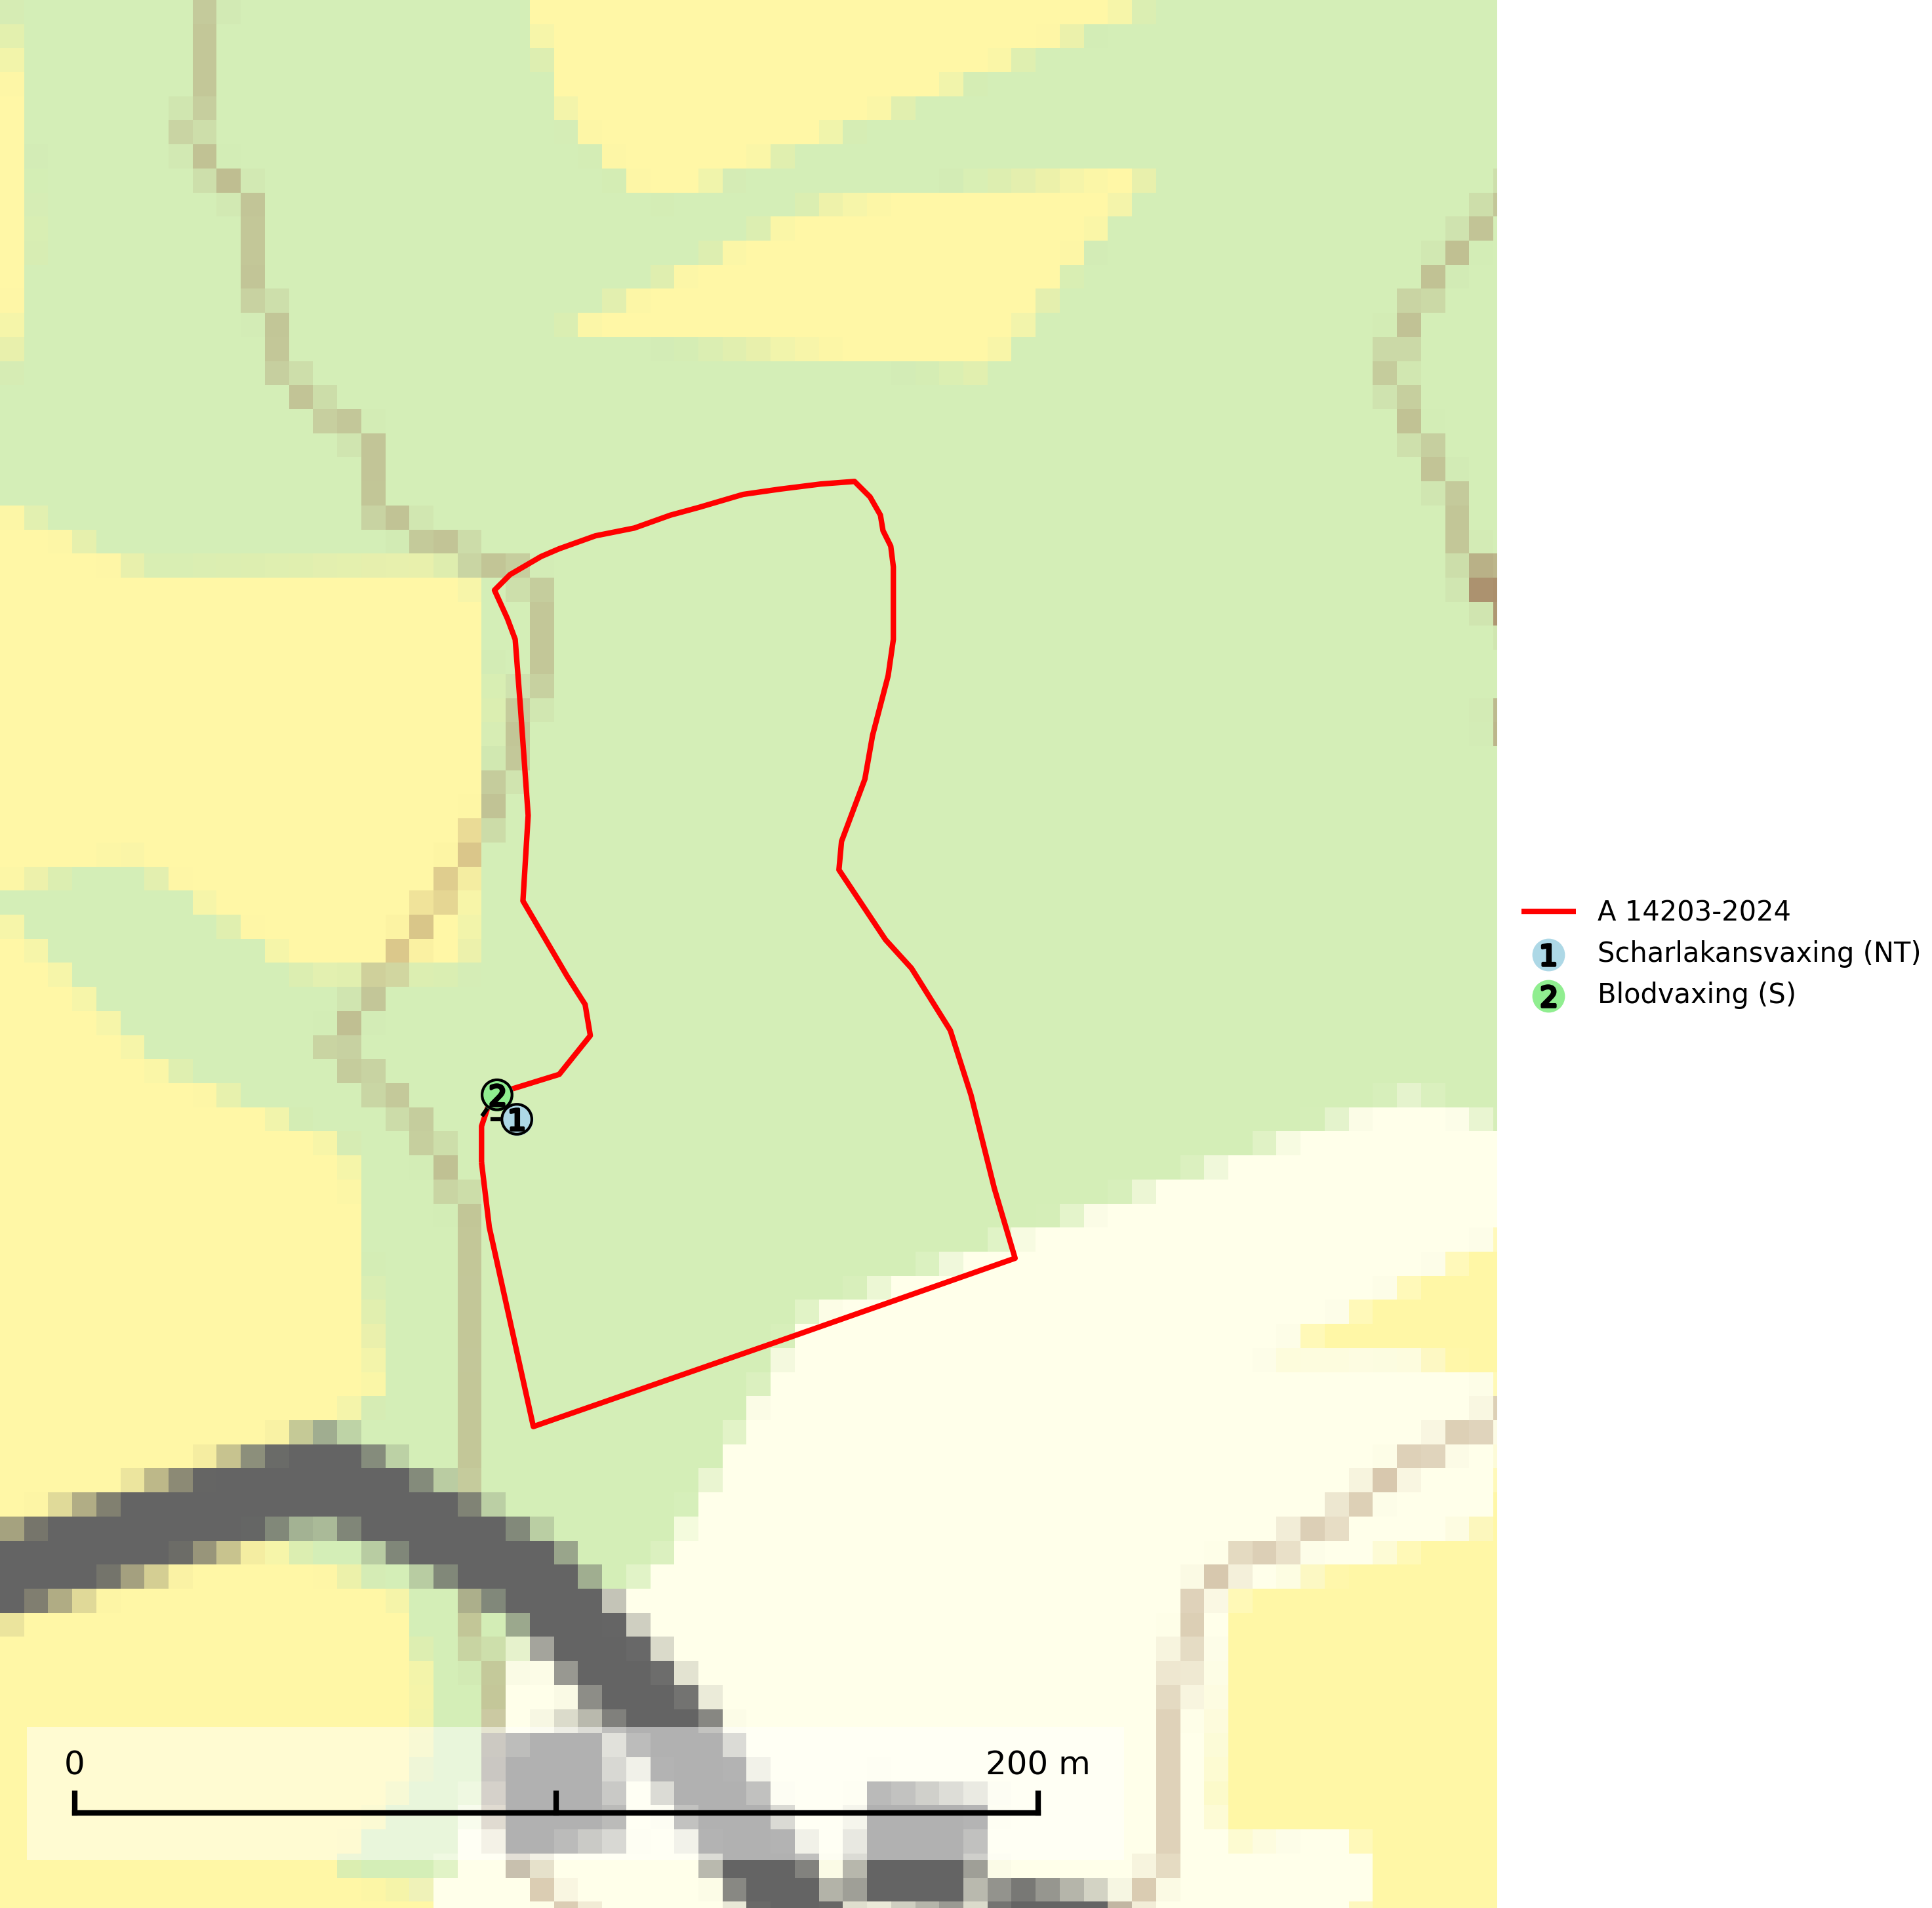 A 14203-2024
1 Scharlakansvaxing (NT)
2 Blodvaxing (S)
2
1
0 200 m